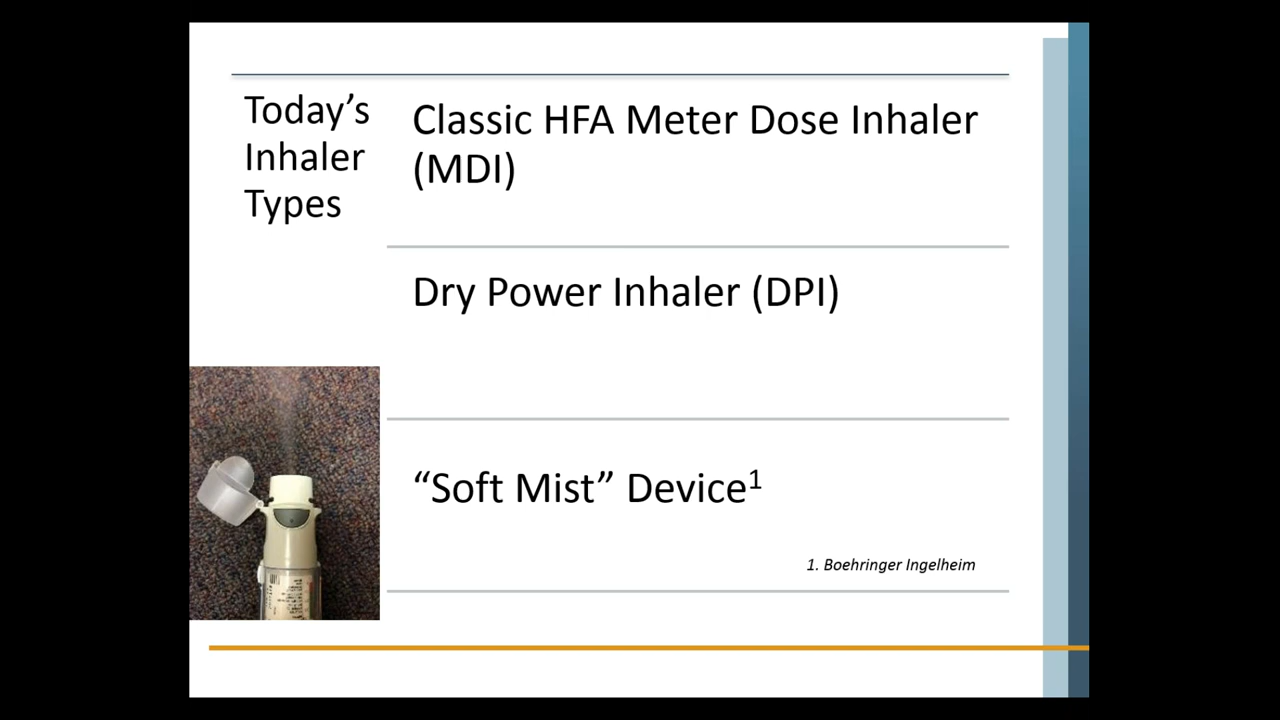 Today’s
Inhaler
Types
Classic HFA Meter Dose Inhaler
(MDI)
Dry Power Inhaler (DPI)
“Soft Mist” Device¹
1. Boehringer Ingelheim